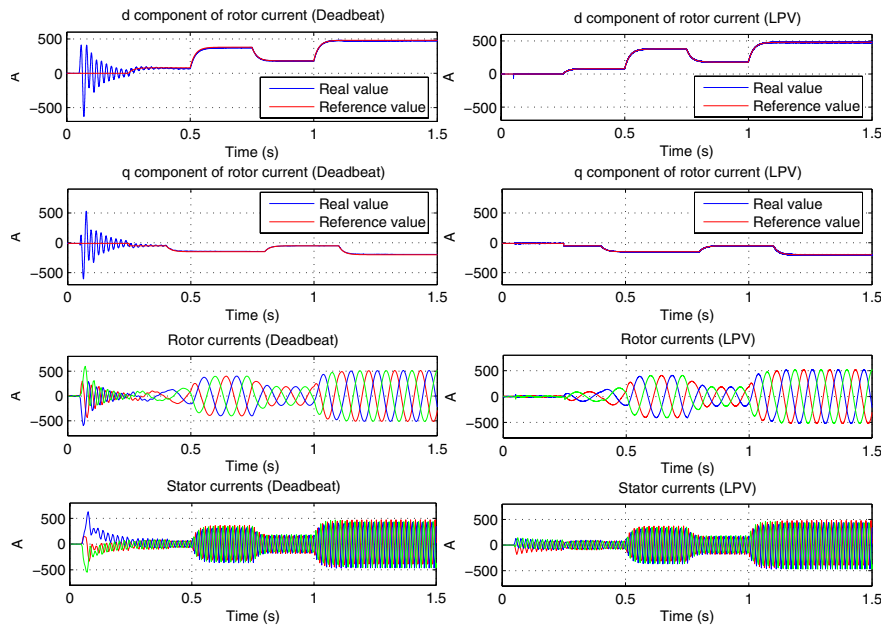 d component of rotor current (Deadbeat)
A
500
0
−500
Real value
Reference value
0 0.5 1 1.5
Time (s)
d component of rotor current (LPV)
A
500
0
−500
Real value
Reference value
0 0.5 1 1.5
Time (s)
q component of rotor current (Deadbeat)
A
500
0
−500
Real value
Reference value
0 0.5 1 1.5
Time (s)
q component of rotor current (LPV)
A
500
0
−500
Real value
Reference value
0 0.5 1 1.5
Time (s)
Rotor currents (Deadbeat)
A
500
0
−500
0 0.5 1 1.5
Time (s)
Rotor currents (LPV)
A
500
0
−500
0 0.5 1 1.5
Time (s)
Stator currents (Deadbeat)
A
500
0
−500
0 0.5 1 1.5
Time (s)
Stator currents (LPV)
A
500
0
−500
0 0.5 1 1.5
Time (s)